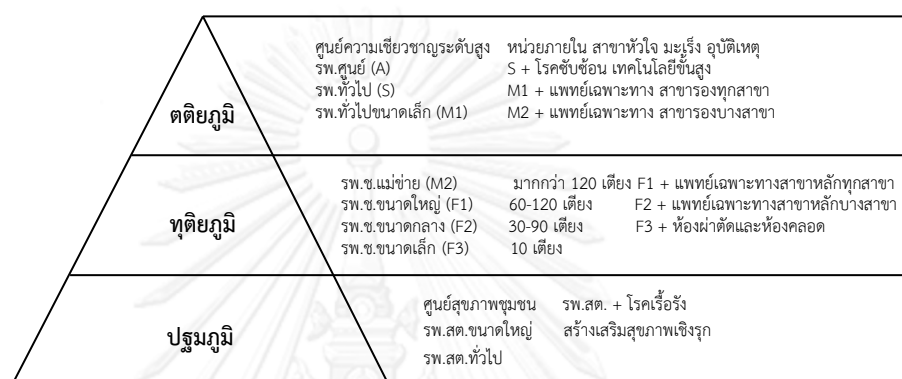 ศูนย์ความเชี่ยวชาญระดับสูง หน่วยภายใน สาขาหัวใจ มะเร็ง อุบัติเหตุ
รพ.ศูนย์ (A) S + โรคซับซ้อน เทคโนโลยีขั้นสูง
รพ.ทั่วไป (S) M1 + แพทย์เฉพาะทาง สาขารองทุกสาขา
รพ.ทั่วไปขนาดเล็ก (M1) M2 + แพทย์เฉพาะทาง สาขารองบางสาขา
ตติยภูมิ
รพ.ช.แม่ข่าย (M2) มากกว่า 120 เตียง F1 + แพทย์เฉพาะทางสาขาหลักทุกสาขา
รพ.ช.ขนาดใหญ่ (F1) 60-120 เตียง F2 + แพทย์เฉพาะทางสาขาหลักบางสาขา
รพ.ช.ขนาดกลาง (F2) 30-90 เตียง F3 + ห้องผ่าตัดและห้องคลอด
รพ.ช.ขนาดเล็ก (F3) 10 เตียง
ทุติยภูมิ
ศูนย์สุขภาพชุมชน รพ.สต. + โรคเรื้อรัง
รพ.สต.ขนาดใหญ่ สร้างเสริมสุขภาพเชิงรุก
รพ.สต.ทั่วไป
ปฐมภูมิ